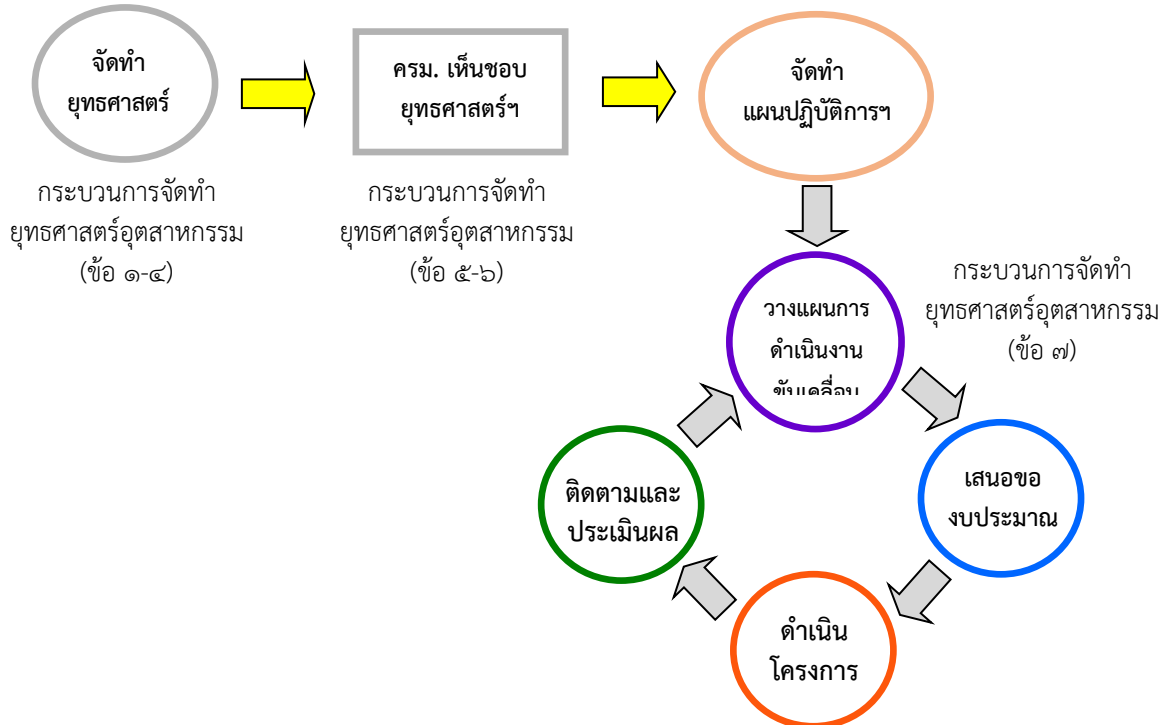 จัดทำ
ยุทธศาสตร์
ครม. เห็นชอบ
ยุทธศาสตร์ฯ
จัดทำ
แผนปฏิบัติการฯ
กระบวนการจัดทำ
ยุทธศาสตร์อุตสาหกรรม
(ข้อ ๑-๔)
กระบวนการจัดทำ
ยุทธศาสตร์อุตสาหกรรม
(ข้อ ๕-๖)
วางแผนการ
ดำเนินงาน
ขับเคลื่อน
กระบวนการจัดทำ
ยุทธศาสตร์อุตสาหกรรม
(ข้อ ๗)
ติดตามและ
ประเมินผล
เสนอขอ
งบประมาณ
ดำเนิน
โครงการ